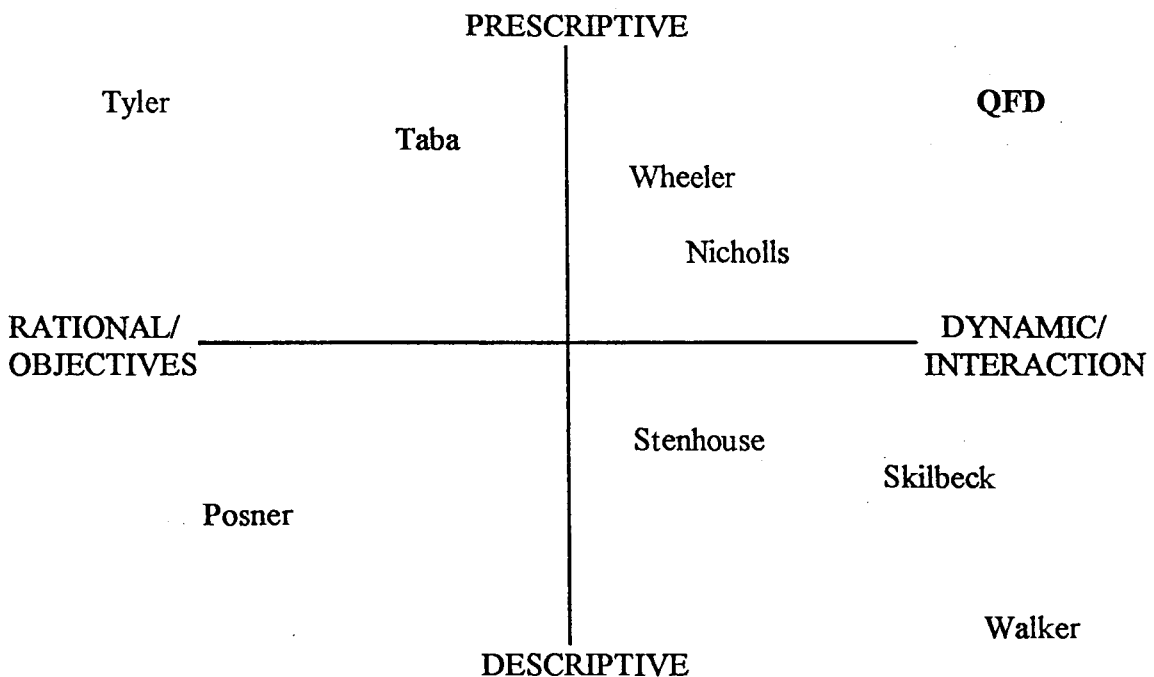 PRESCRIPTIVE
Tyler
QFD
Taba
Wheeler
Nicholls
RATIONAL/
OBJECTIVES
DYNAMIC/
INTERACTION
Stenhouse
Skilbeck
Posner
Walker
DESCRIPTIVE